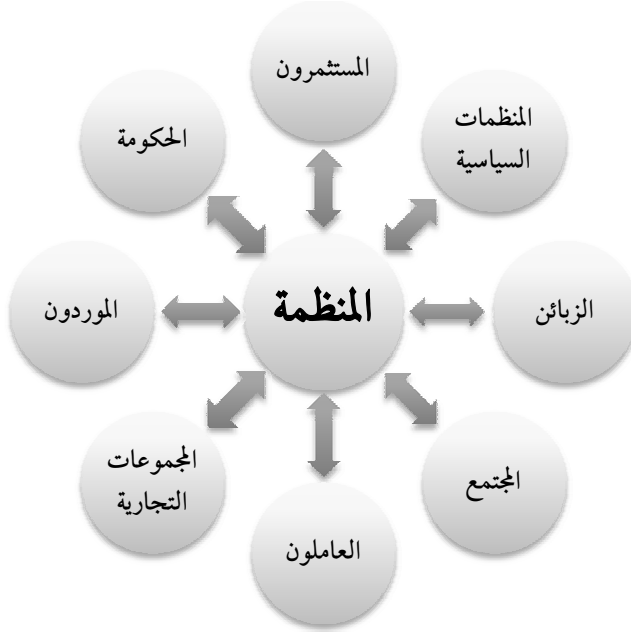 المستثمرون
المنظمات
السياسية
الحكومة
المنظمة
الزبائن
الموردون
المجتمع
المجموعات
التجارية
العاملون